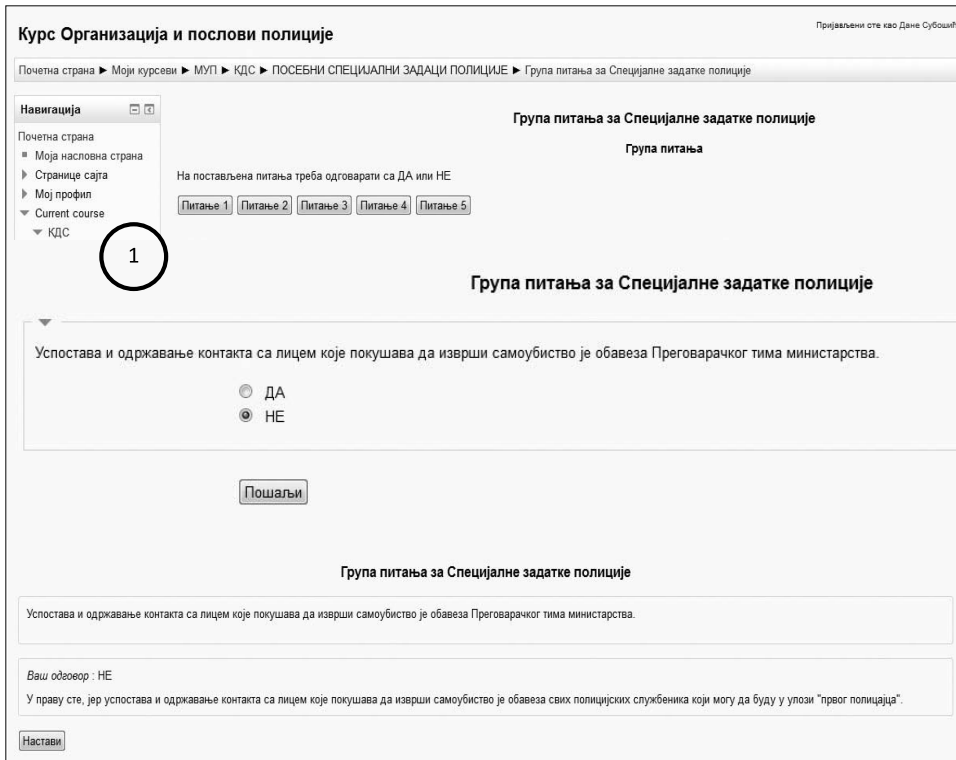 Курс Организација и послови полиције
Пријављени сте као Дане Субошић
Почетна страна ► Моји курсеви ► МУП ► КДС ► ПОСЕБНИ СПЕЦИЈАЛНИ ЗАДАЦИ ПОЛИЦИЈЕ ► Група питања за Специјалне задатке полиције
Навигација
Почетна страна
Моја насловна страна
Странице сајта
Мој профил
Current course
КДС
1
Група питања за Специјалне задатке полиције
Група питања
На постављена питања треба одговарати са ДА или НЕ
Питање 1 Питање 2 Питање 3 Питање 4 Питање 5
Група питања за Специјалне задатке полиције
Успостава и одржавање контакта са лицем које покушава да изврши самоубиство је обавеза Преговарачког тима министарства.
ДА
НЕ
Пошаљи
Група питања за Специјалне задатке полиције
Успостава и одржавање контакта са лицем које покушава да изврши самоубиство је обавеза Преговарачког тима министарства.
Ваш одговор : НЕ
У праву сте, јер успостава и одржавање контакта са лицем које покушава да изврши самоубиство је обавеза свих полицијских службеника који могу да буду у улози "првог полицајца".
Настави